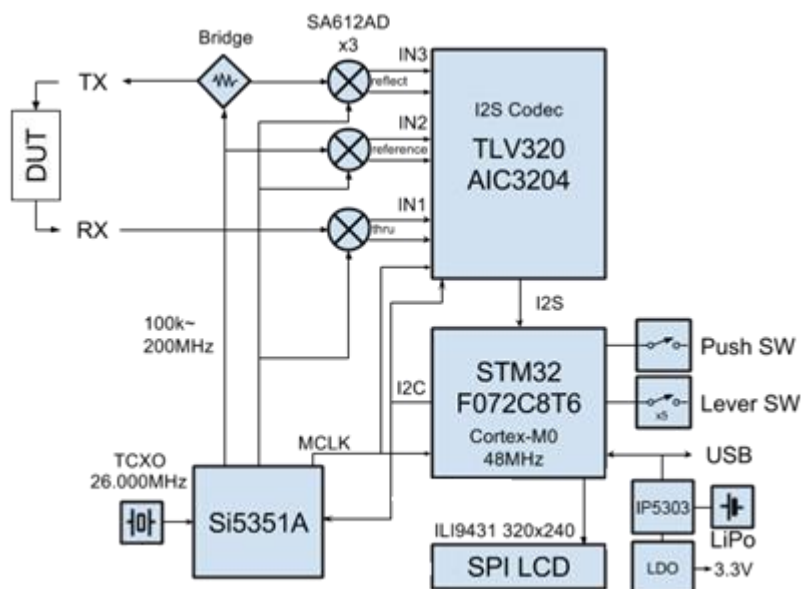 SA612AD
x3
Bridge
IN3
TX
reflect
I2S Codec
TLV320
AIC3204
IN2
reference
DUT
IN1
RX
thru
100k~
200MHz
I2S
Push SW
STM32
F072C8T6
Cortex-M0
48MHz
I2C
x5
Lever SW
MCLK
TCXO
26.000MHz
USB
Si5351A
IP5303
LiPo
ILI9431 320x240
SPI LCD
LDO
3.3V